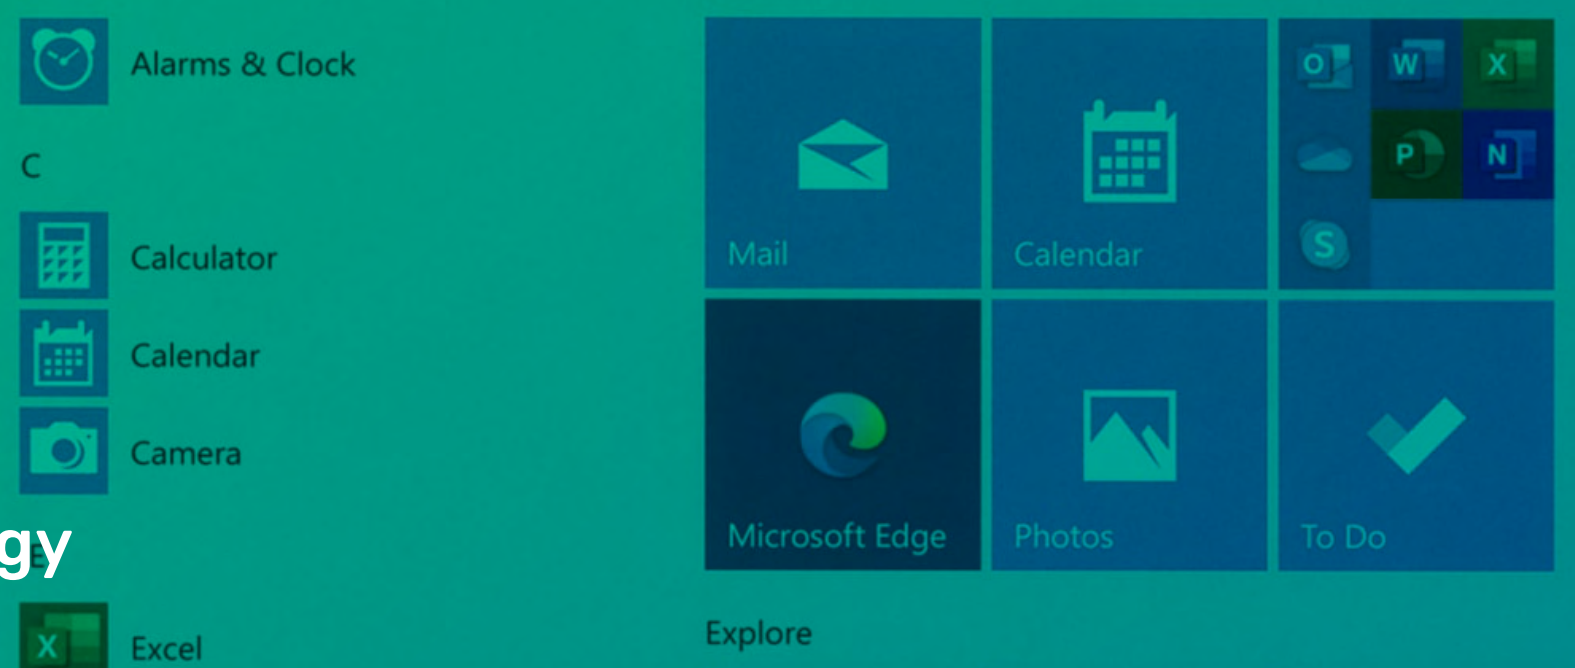 Alarms & Clock
C
Calculator
Calendar
Camera
E
gy
X
Excel
Mail
Calendar
O W X
P N
S
Microsoft Edge
Photos
To Do
Explore